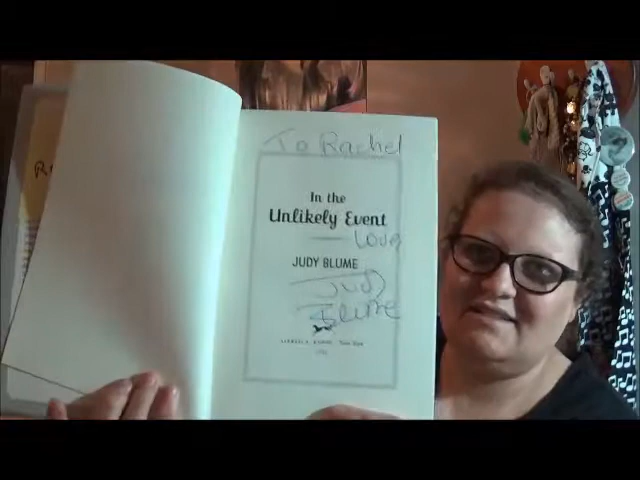 To Rachel
In the
Unlikely Event
Love
JUDY BLUME
Judy
Blume